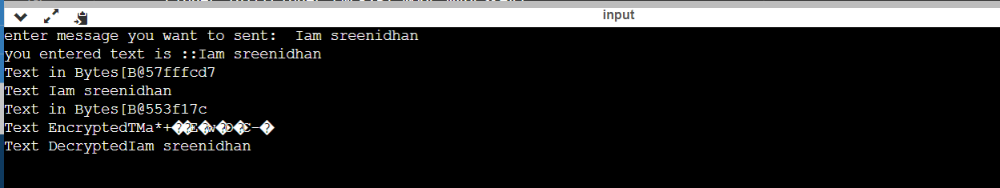 input
enter message you want to sent:  Iam sreenidhan
you entered text is ::Iam sreenidhan
Text in Bytes[B@57fffcd7
Text Iam sreenidhan
Text in Bytes[B@553f17c
Text EncryptedTMa*+��E�w�D�C-�
Text DecryptedIam sreenidhan